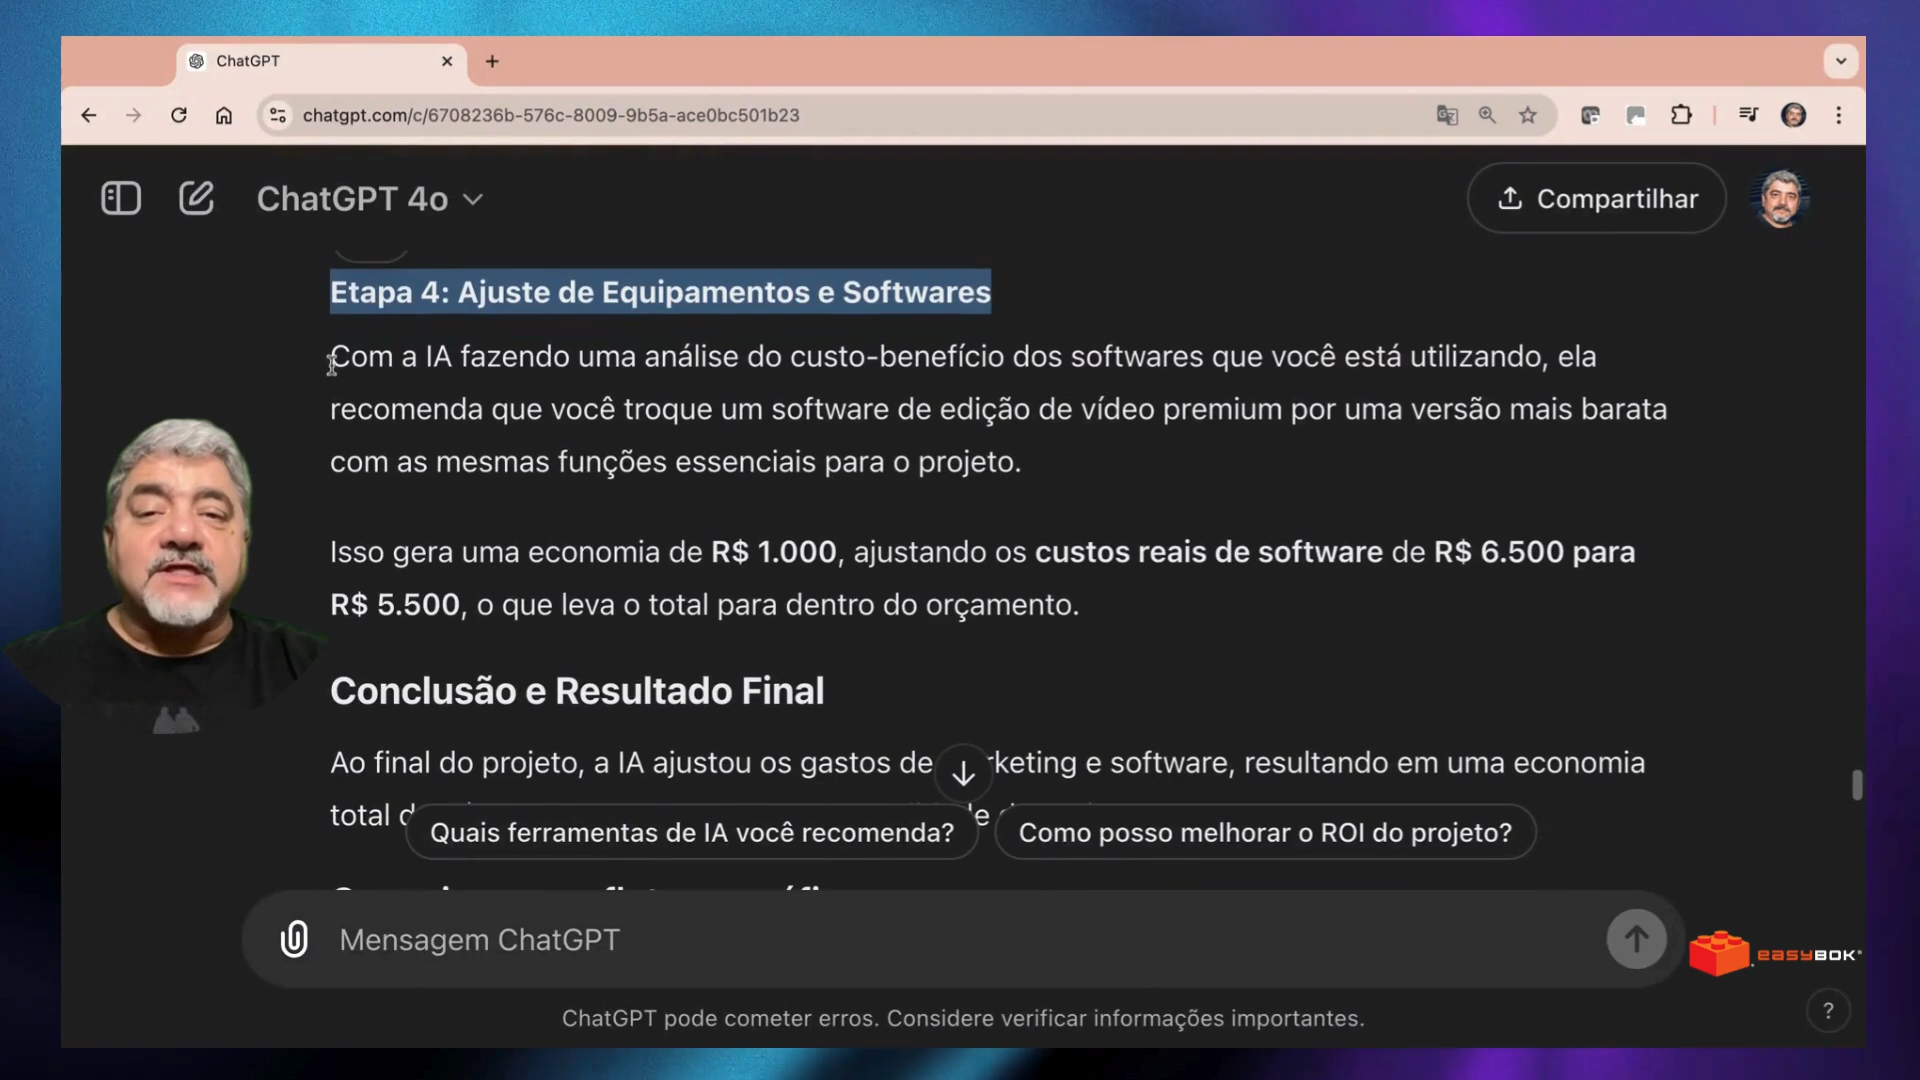 ChatGPT
chatgpt.com/c/6708236b-576c-8009-9b5a-ace0bc501b23
ChatGPT 4o
Compartilhar
Etapa 4: Ajuste de Equipamentos e Softwares
Com a IA fazendo uma análise do custo-benefício dos softwares que você está utilizando, ela
recomenda que você troque um software de edição de vídeo premium por uma versão mais barata
com as mesmas funções essenciais para o projeto.
Isso gera uma economia de R$ 1.000, ajustando os custos reais de software de R$ 6.500 para
R$ 5.500, o que leva o total para dentro do orçamento.
Conclusão e Resultado Final
Ao final do projeto, a IA ajustou os gastos de rketing e software, resultando em uma economia
total
Quais ferramentas de IA você recomenda?
Como posso melhorar o ROI do projeto?
Mensagem ChatGPT
easyBOK
ChatGPT pode cometer erros. Considere verificar informações importantes.
?